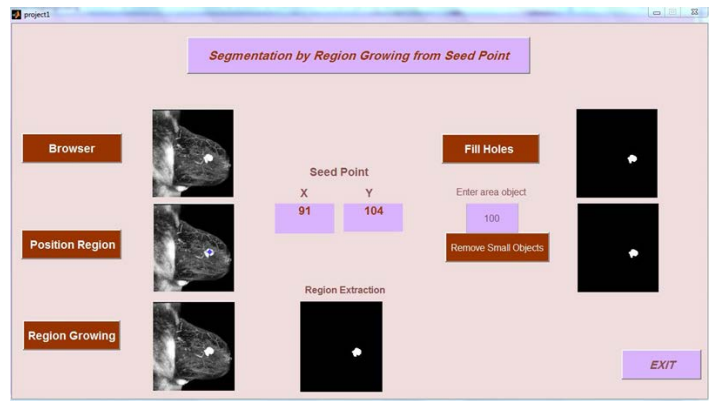 project1
Segmentation by Region Growing from Seed Point
Browser
Fill Holes
Seed Point
X Y
91 104
Enter area object
100
Position Region
Remove Small Objects
Region Extraction
Region Growing
EXIT